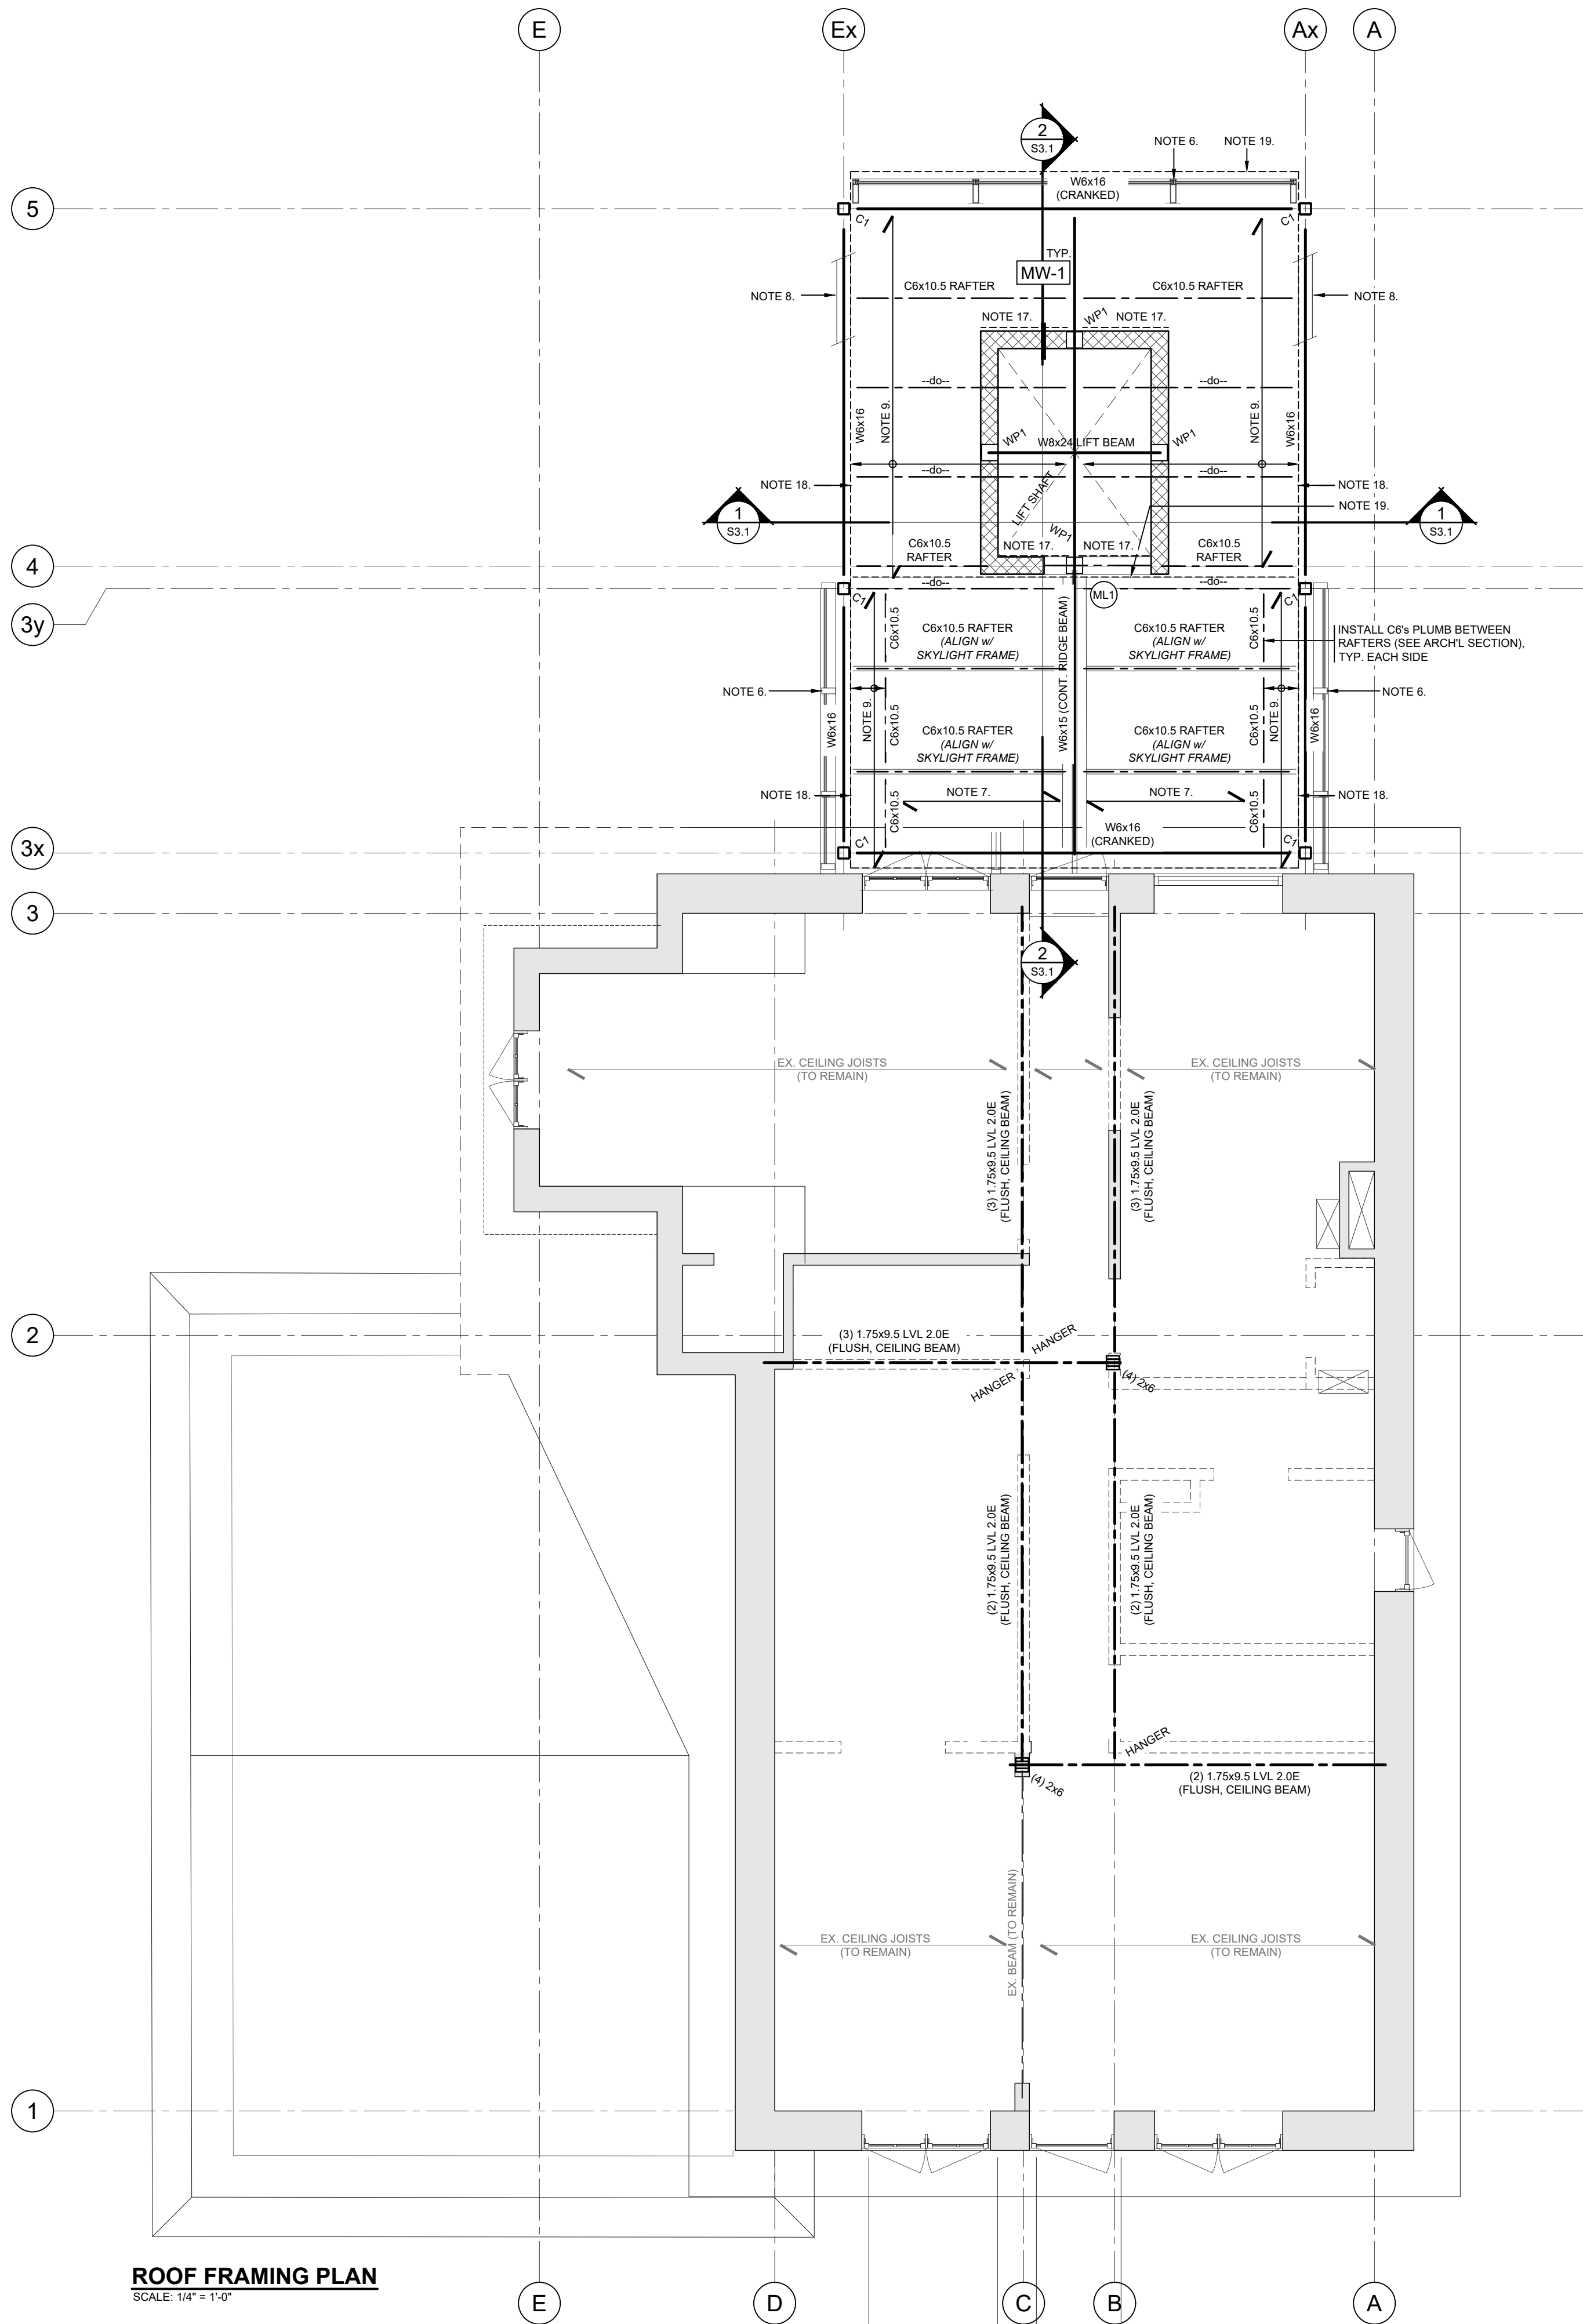 E
Ex
Ax
A
2
S3.1
NOTE 6.
NOTE 19.
W6x16
(CRANKED)
5
C1
C1
TYP.
MW-1
C6x10.5 RAFTER
C6x10.5 RAFTER
NOTE 8.
NOTE 8.
NOTE 17.
WP1
NOTE 17.
--do--
--do--
W6x16
NOTE 9.
NOTE 9.
W6x16
WP1
W8x24 LIFT BEAM
WP1
--do--
--do--
NOTE 18.
NOTE 18.
LIFT SHAFT
NOTE 19.
1
S3.1
1
S3.1
WP1
NOTE 17.
NOTE 17.
C6x10.5
RAFTER
C6x10.5
RAFTER
4
--do--
--do--
3y
C1
ML1
C1
C6x10.5
C6x10.5 RAFTER
(ALIGN w/
SKYLIGHT FRAME)
C6x10.5 RAFTER
(ALIGN w/
SKYLIGHT FRAME)
C6x10.5
INSTALL C6's PLUMB BETWEEN
RAFTERS (SEE ARCH'L SECTION),
TYP. EACH SIDE
W6x15 (CONT. RIDGE BEAM)
NOTE 6.
NOTE 6.
W6x16
NOTE 9.
C6x10.5
C6x10.5 RAFTER
(ALIGN w/
SKYLIGHT FRAME)
C6x10.5 RAFTER
(ALIGN w/
SKYLIGHT FRAME)
C6x10.5
NOTE 9.
W6x16
NOTE 18.
C6x10.5
NOTE 7.
NOTE 7.
C6x10.5
NOTE 18.
W6x16
(CRANKED)
C1
C1
3x
3
2
S3.1
EX. CEILING JOISTS
(TO REMAIN)
EX. CEILING JOISTS
(TO REMAIN)
(3) 1.75x9.5 LVL 2.0E
(FLUSH, CEILING BEAM)
(3) 1.75x9.5 LVL 2.0E
(FLUSH, CEILING BEAM)
2
(3) 1.75x9.5 LVL 2.0E
(FLUSH, CEILING BEAM)
HANGER
HANGER
(4) 2x6
(2) 1.75x9.5 LVL 2.0E
(FLUSH, CEILING BEAM)
(2) 1.75x9.5 LVL 2.0E
(FLUSH, CEILING BEAM)
HANGER
(4) 2x6
(2) 1.75x9.5 LVL 2.0E
(FLUSH, CEILING BEAM)
EX. BEAM (TO REMAIN)
EX. CEILING JOISTS
(TO REMAIN)
EX. CEILING JOISTS
(TO REMAIN)
1
ROOF FRAMING PLAN
SCALE: 1/4" = 1'-0"
E
D
C
B
A